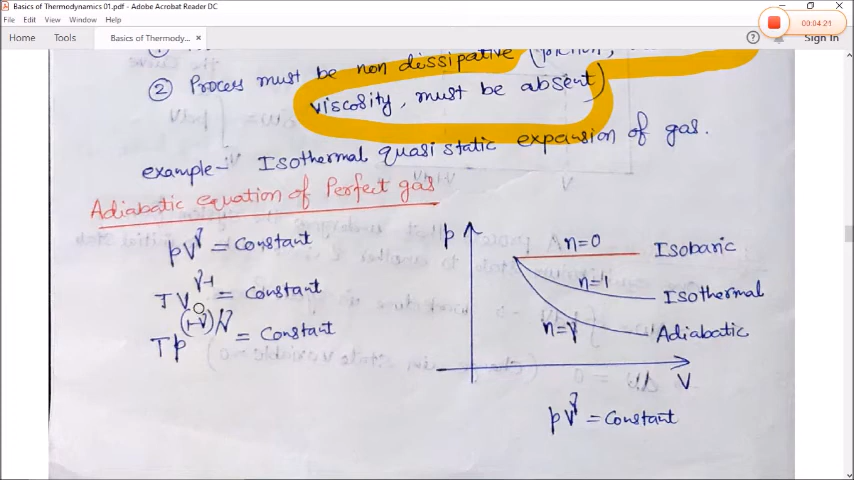 Basics of Thermodynamics 01.pdf - Adobe Acrobat Reader DC
File Edit View Window Help
00:04:21
Home Tools Basics of Thermodyn... × Sign In
② Process must be non dissipative (friction,
viscosity, must be absent)
example- Isothermal quasi static expansion of gas.
Adiabatic equation of Perfect gas
pV^γ = Constant
TV^γ-1 = Constant
Tp^(1-γ)/γ = Constant
p
n=0 Isobaric
n=1 Isothermal
n=γ Adiabatic
V
pV^γ = Constant